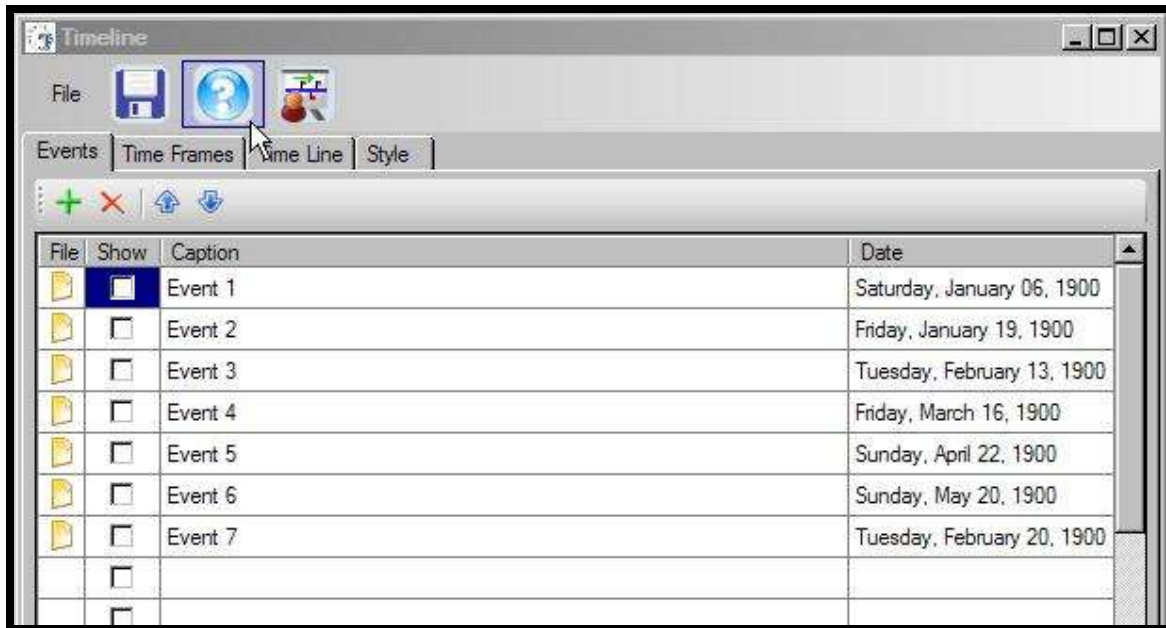 Timeline
File
Events Time Frames Time Line Style
File Show Caption Date
Event 1 Saturday, January 06, 1900
Event 2 Friday, January 19, 1900
Event 3 Tuesday, February 13, 1900
Event 4 Friday, March 16, 1900
Event 5 Sunday, April 22, 1900
Event 6 Sunday, May 20, 1900
Event 7 Tuesday, February 20, 1900